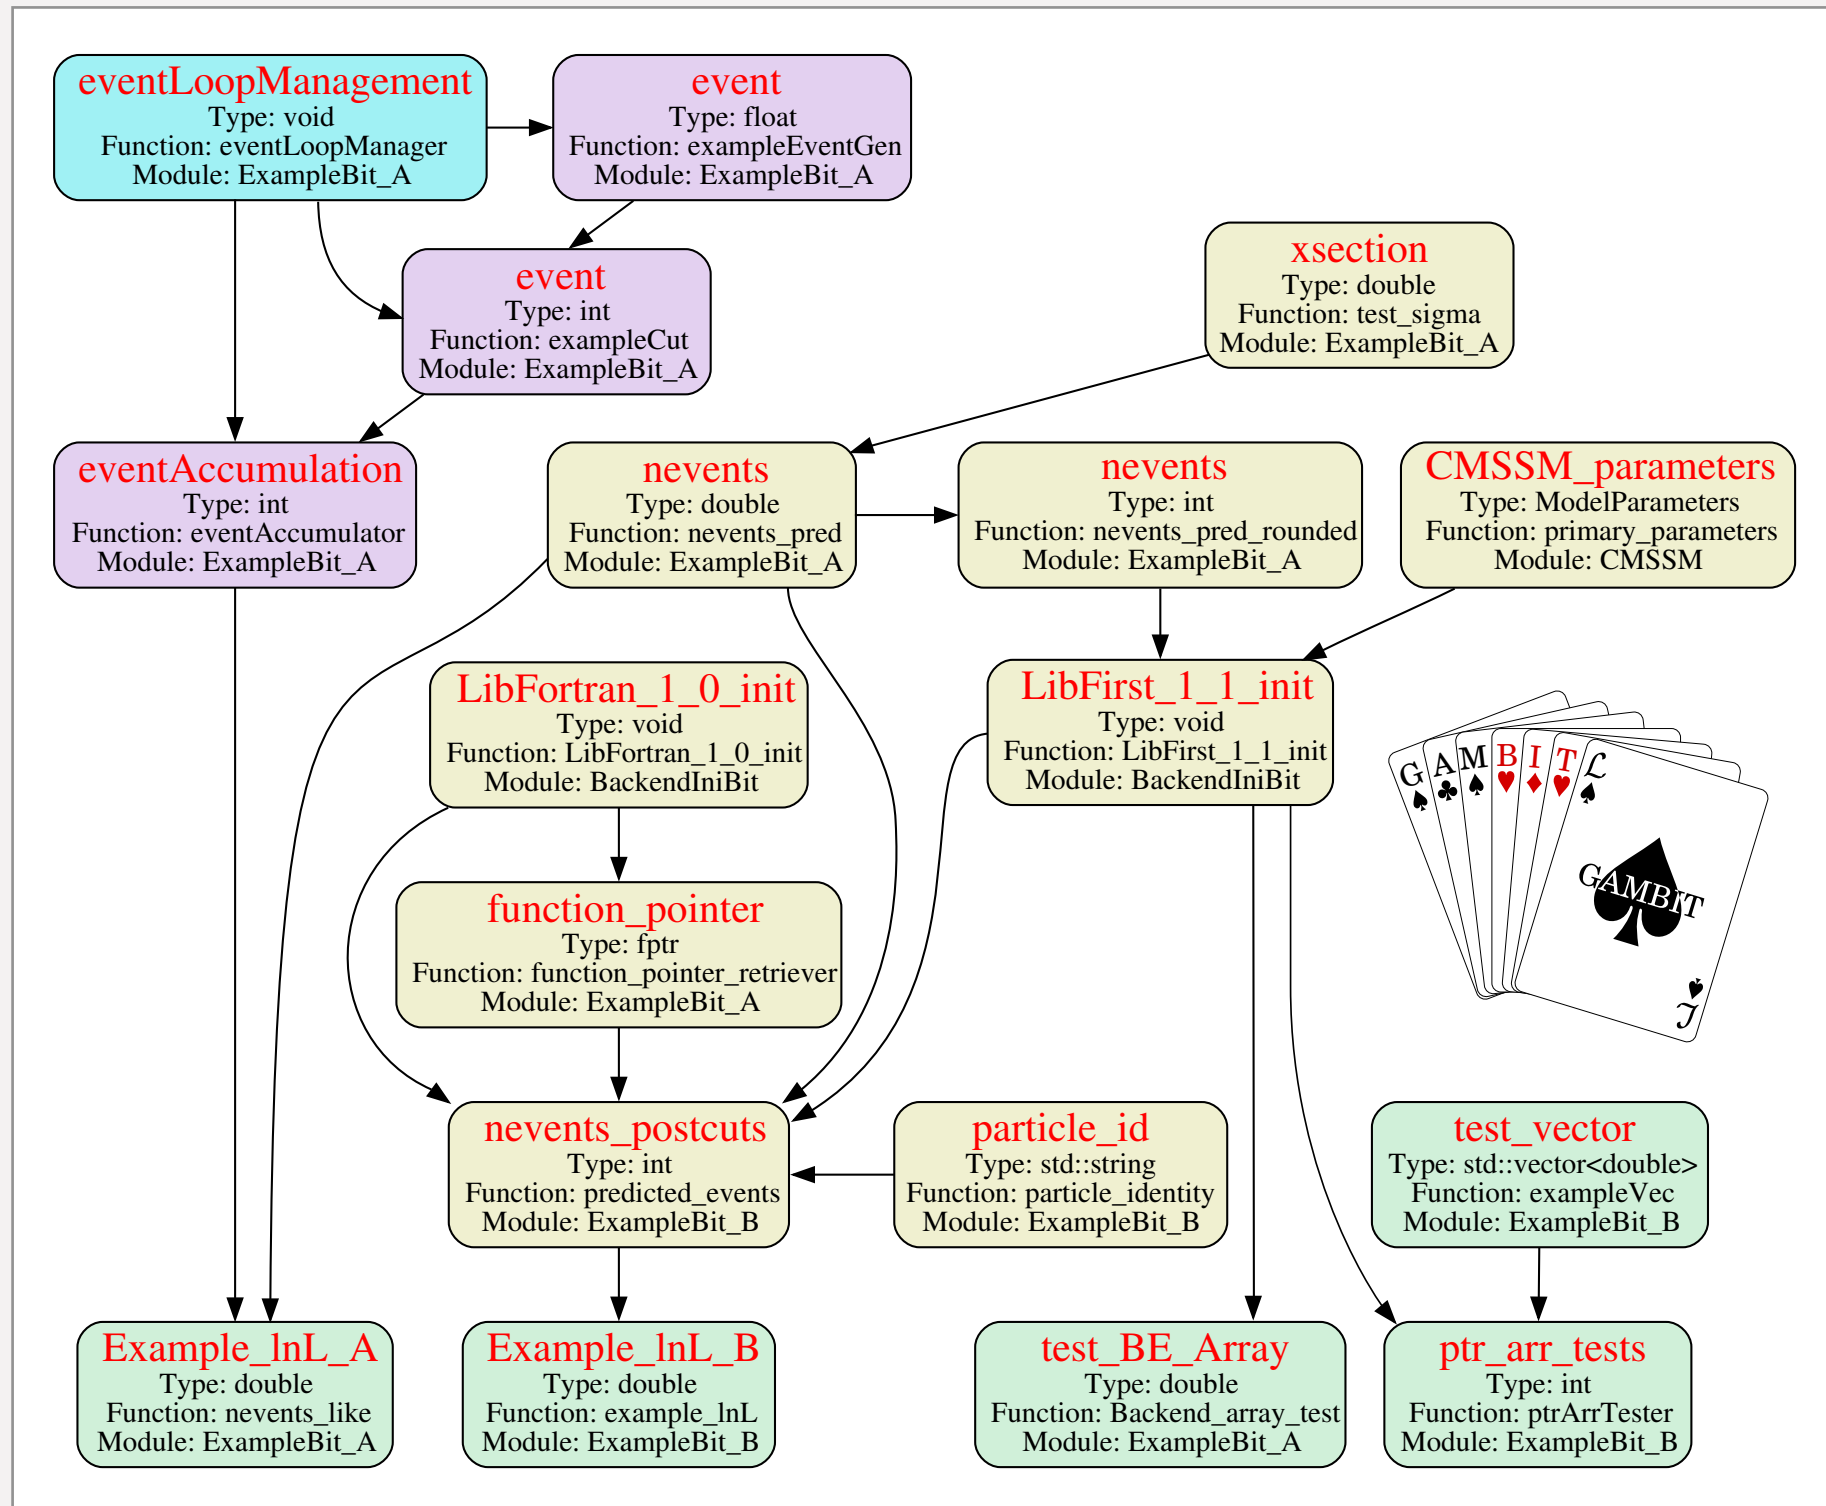 eventLoopManagement
Type: void
Function: eventLoopManager
Module: ExampleBit_A
event
Type: float
Function: exampleEventGen
Module: ExampleBit_A
event
Type: int
Function: exampleCut
Module: ExampleBit_A
xsection
Type: double
Function: test_sigma
Module: ExampleBit_A
eventAccumulation
Type: int
Function: eventAccumulator
Module: ExampleBit_A
nevents
Type: double
Function: nevents_pred
Module: ExampleBit_A
nevents
Type: int
Function: nevents_pred_rounded
Module: ExampleBit_A
CMSSM_parameters
Type: ModelParameters
Function: primary_parameters
Module: CMSSM
LibFortran_1_0_init
Type: void
Function: LibFortran_1_0_init
Module: BackendIniBit
LibFirst_1_1_init
Type: void
Function: LibFirst_1_1_init
Module: BackendIniBit
G A M B I T ℒ
GAMBIT
ℒ
function_pointer
Type: fptr
Function: function_pointer_retriever
Module: ExampleBit_A
nevents_postcuts
Type: int
Function: predicted_events
Module: ExampleBit_B
particle_id
Type: std::string
Function: particle_identity
Module: ExampleBit_B
test_vector
Type: std::vector<double>
Function: exampleVec
Module: ExampleBit_B
Example_lnL_A
Type: double
Function: nevents_like
Module: ExampleBit_A
Example_lnL_B
Type: double
Function: example_lnL
Module: ExampleBit_B
test_BE_Array
Type: double
Function: Backend_array_test
Module: ExampleBit_A
ptr_arr_tests
Type: int
Function: ptrArrTester
Module: ExampleBit_B